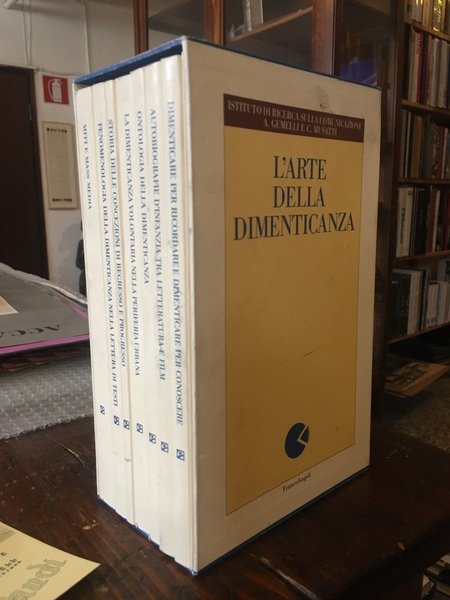 MITI E MASS MEDIA
FENOMENOLOGIA DELLA DIMENTICANZA NELLA LETTURA DI TESTI
STORIA DELLE CONCEZIONI DI REGRESSO E PROGRESSO
LA DIMENTICANZA VOLONTARIA NELLA PERIFERIA URBANA
ONTOLOGIA DELLA DIMENTICANZA
AUTOBIOGRAFIE D'INFANZIA TRA LETTERATURA E FILM
DIMENTICARE PER RICORDARE E DIMENTICARE PER CONOSCERE
ISTITUTO DI RICERCA SULLA COMUNICAZIONE
A. GEMELLI E C. MUSATTI
L'ARTE
DELLA
DIMENTICANZA
FrancoAngeli
ACC